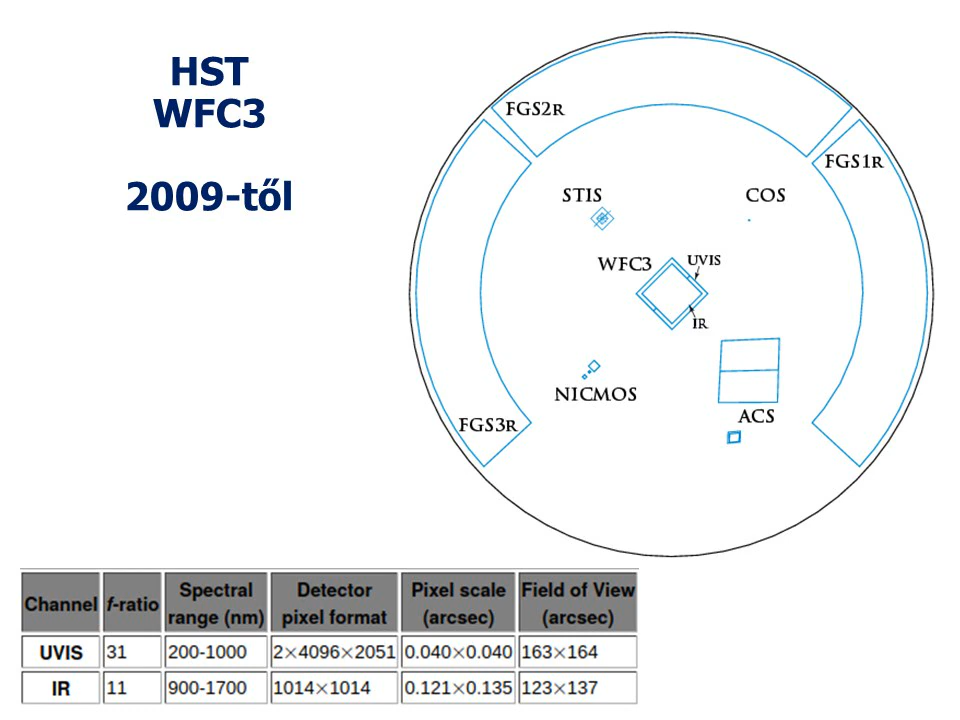 HST
WFC3
2009-től
FGS2R
FGS1R
STIS
COS
WFC3
UVIS
IR
NICMOS
ACS
FGS3R
Channel f-ratio Spectral range (nm) Detector pixel format Pixel scale (arcsec) Field of View (arcsec)
UVIS 31 200-1000 2×4096×2051 0.040×0.040 163×164
IR 11 900-1700 1014×1014 0.121×0.135 123×137